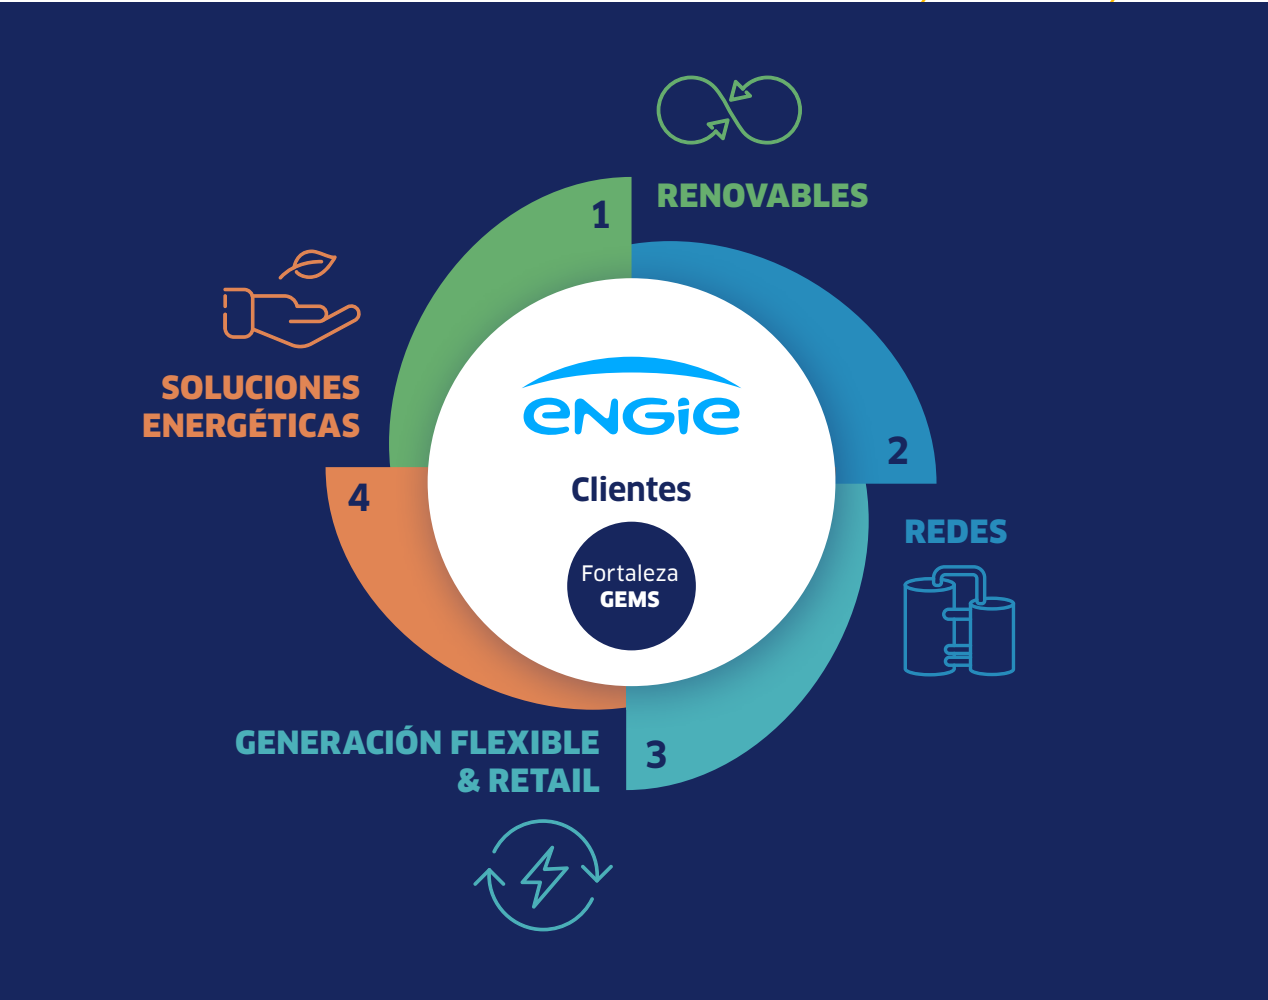 1
RENOVABLES
SOLUCIONES
ENERGÉTICAS
ENGIE
2
4
Clientes
REDES
Fortaleza
GEMS
GENERACIÓN FLEXIBLE
& RETAIL
3